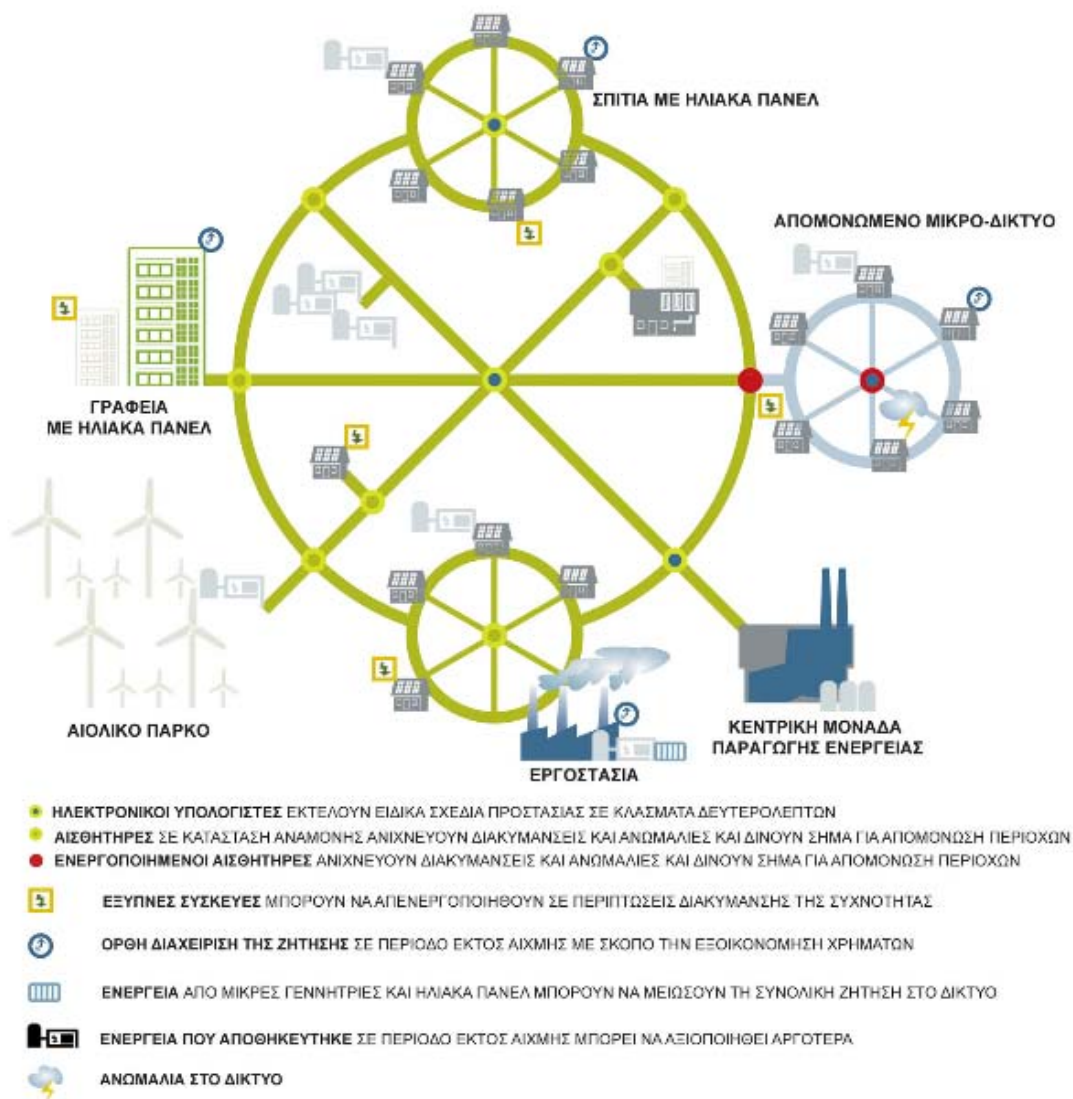 ΣΠΙΤΙΑ ΜΕ ΗΛΙΑΚΑ ΠΑΝΕΛ
ΑΠΟΜΟΝΩΜΕΝΟ ΜΙΚΡΟ-ΔΙΚΤΥΟ
ΓΡΑΦΕΙΑ
ΜΕ ΗΛΙΑΚΑ ΠΑΝΕΛ
ΑΙΟΛΙΚΟ ΠΑΡΚΟ
ΕΡΓΟΣΤΑΣΙΑ
ΚΕΝΤΡΙΚΗ ΜΟΝΑΔΑ
ΠΑΡΑΓΩΓΗΣ ΕΝΕΡΓΕΙΑΣ
ΗΛΕΚΤΡΟΝΙΚΟΙ ΥΠΟΛΟΓΙΣΤΕΣ ΕΚΤΕΛΟΥΝ ΕΙΔΙΚΑ ΣΧΕΔΙΑ ΠΡΟΣΤΑΣΙΑΣ ΣΕ ΚΛΑΣΜΑΤΑ ΔΕΥΤΕΡΟΛΕΠΤΩΝ
ΑΙΣΘΗΤΗΡΕΣ ΣΕ ΚΑΤΑΣΤΑΣΗ ΑΝΑΜΟΝΗΣ ΑΝΙΧΝΕΥΟΥΝ ΔΙΑΚΥΜΑΝΣΕΙΣ ΚΑΙ ΑΝΩΜΑΛΙΕΣ ΚΑΙ ΔΙΝΟΥΝ ΣΗΜΑ ΓΙΑ ΑΠΟΜΟΝΩΣΗ ΠΕΡΙΟΧΩΝ
ΕΝΕΡΓΟΠΟΙΗΜΕΝΟΙ ΑΙΣΘΗΤΗΡΕΣ ΑΝΙΧΝΕΥΟΥΝ ΔΙΑΚΥΜΑΝΣΕΙΣ ΚΑΙ ΑΝΩΜΑΛΙΕΣ ΚΑΙ ΔΙΝΟΥΝ ΣΗΜΑ ΓΙΑ ΑΠΟΜΟΝΩΣΗ ΠΕΡΙΟΧΩΝ
ΕΞΥΠΝΕΣ ΣΥΣΚΕΥΕΣ ΜΠΟΡΟΥΝ ΝΑ ΑΠΕΝΕΡΓΟΠΟΙΗΘΟΥΝ ΣΕ ΠΕΡΙΠΤΩΣΕΙΣ ΔΙΑΚΥΜΑΝΣΗΣ ΤΗΣ ΣΥΧΝΟΤΗΤΑΣ
ΟΡΘΗ ΔΙΑΧΕΙΡΙΣΗ ΤΗΣ ΖΗΤΗΣΗΣ ΣΕ ΠΕΡΙΟΔΟ ΕΚΤΟΣ ΑΙΧΜΗΣ ΜΕ ΣΚΟΠΟ ΤΗΝ ΕΞΟΙΚΟΝΟΜΗΣΗ ΧΡΗΜΑΤΩΝ
ΕΝΕΡΓΕΙΑ ΑΠΟ ΜΙΚΡΕΣ ΓΕΝΝΗΤΡΙΕΣ ΚΑΙ ΗΛΙΑΚΑ ΠΑΝΕΛ ΜΠΟΡΟΥΝ ΝΑ ΜΕΙΩΣΟΥΝ ΤΗ ΣΥΝΟΛΙΚΗ ΖΗΤΗΣΗ ΣΤΟ ΔΙΚΤΥΟ
ΕΝΕΡΓΕΙΑ ΠΟΥ ΑΠΟΘΗΚΕΥΤΗΚΕ ΣΕ ΠΕΡΙΟΔΟ ΕΚΤΟΣ ΑΙΧΜΗΣ ΜΠΟΡΕΙ ΝΑ ΑΞΙΟΠΟΙΗΘΕΙ ΑΡΓΟΤΕΡΑ
ΑΝΩΜΑΛΙΑ ΣΤΟ ΔΙΚΤΥΟ